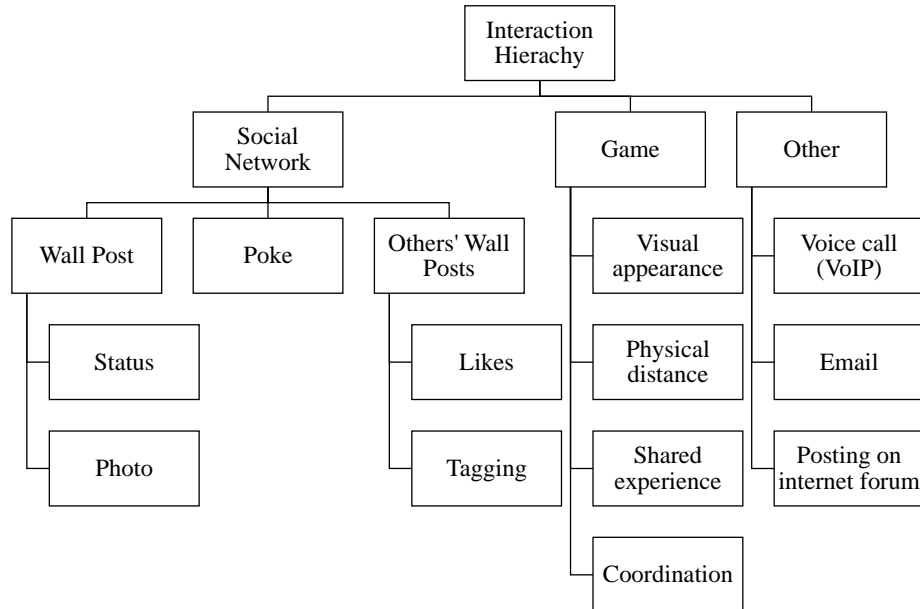 Interaction
Hierachy
Social
Network
Game
Other
Wall Post
Poke
Others' Wall
Posts
Visual
appearance
Voice call
(VoIP)
Status
Likes
Physical
distance
Email
Photo
Tagging
Shared
experience
Posting on
internet forum
Coordination